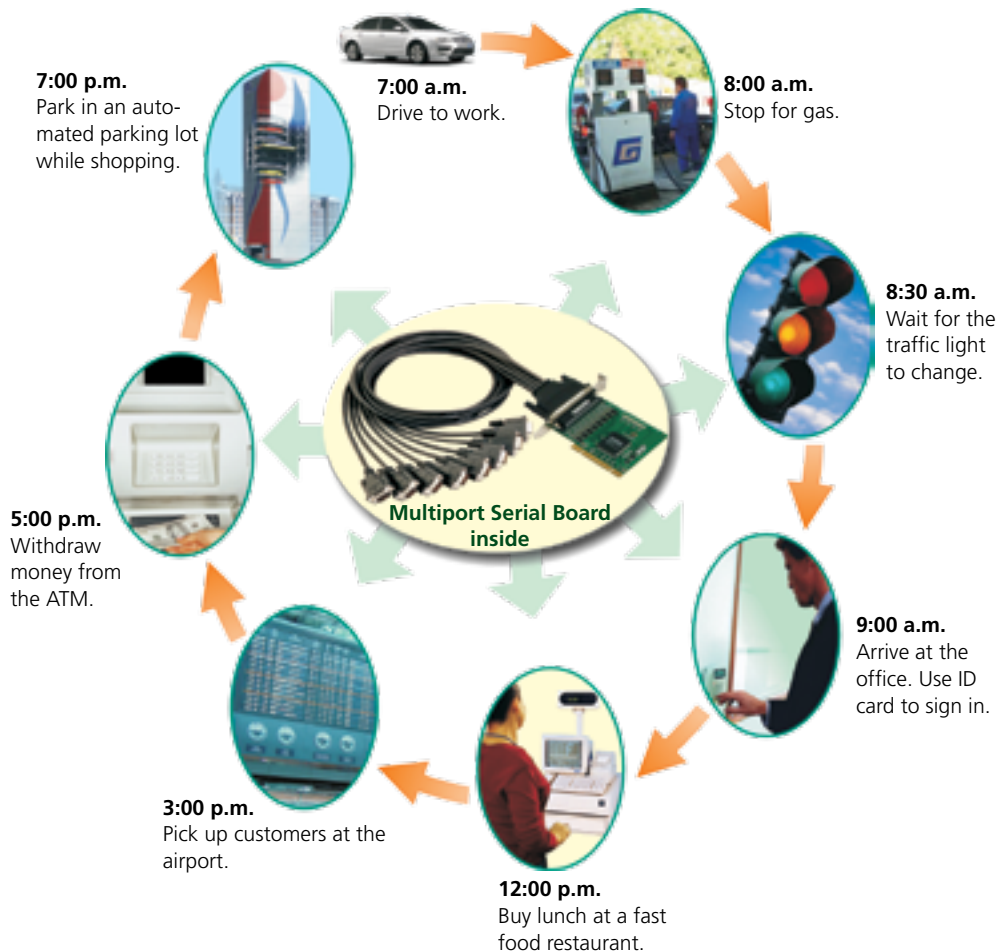 7:00 a.m.
Drive to work.
8:00 a.m.
Stop for gas.
8:30 a.m.
Wait for the
traffic light
to change.
9:00 a.m.
Arrive at the
office. Use ID
card to sign in.
12:00 p.m.
Buy lunch at a fast
food restaurant.
3:00 p.m.
Pick up customers at the
airport.
5:00 p.m.
Withdraw
money from
the ATM.
7:00 p.m.
Park in an auto-
mated parking lot
while shopping.
Multiport Serial Board
inside